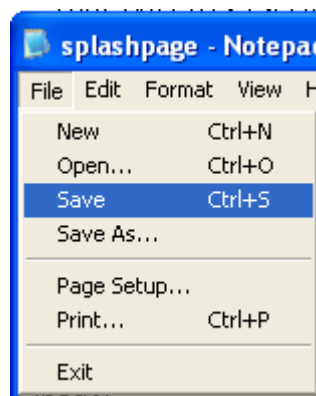 splashpage - Notepa
File Edit Format View
New Ctrl+N
Open... Ctrl+O
Save Ctrl+S
Save As...
Page Setup...
Print... Ctrl+P
Exit